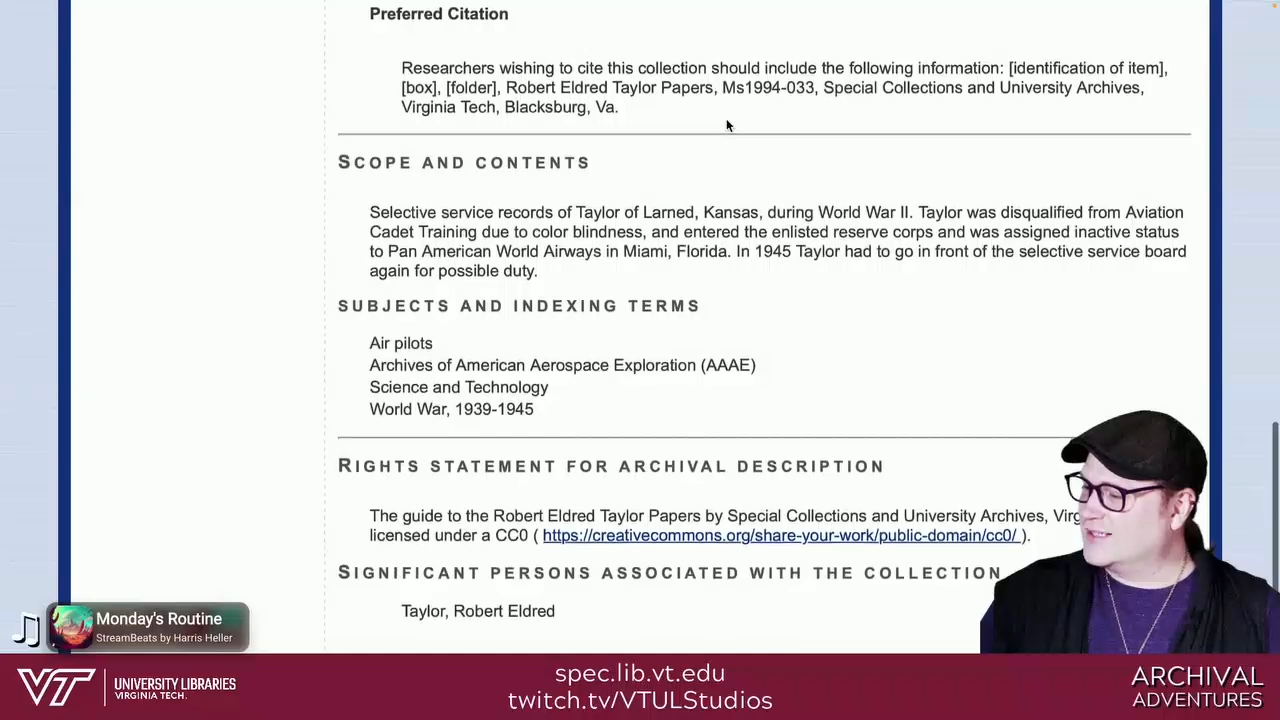 Preferred Citation
Researchers wishing to cite this collection should include the following information: [identification of item],
[box], [folder], Robert Eldred Taylor Papers, Ms1994-033, Special Collections and University Archives,
Virginia Tech, Blacksburg, Va.
SCOPE AND CONTENTS
Selective service records of Taylor of Larned, Kansas, during World War II. Taylor was disqualified from Aviation
Cadet Training due to color blindness, and entered the enlisted reserve corps and was assigned inactive status
to Pan American World Airways in Miami, Florida. In 1945 Taylor had to go in front of the selective service board
again for possible duty.
SUBJECTS AND INDEXING TERMS
Air pilots
Archives of American Aerospace Exploration (AAAE)
Science and Technology
World War, 1939-1945
RIGHTS STATEMENT FOR ARCHIVAL DESCRIPTION
The guide to the Robert Eldred Taylor Papers by Special Collections and University Archives,
licensed under a CC0 ( https://creativecommons.org/share-your-work/public-domain/cc0/ ).
SIGNIFICANT PERSONS ASSOCIATED WITH THE COLLECTION
Taylor, Robert Eldred
Monday's Routine
StreamBeats by Harris Heller
VT UNIVERSITY LIBRARIES
VIRGINIA TECH.
spec.lib.vt.edu
twitch.tv/VTULStudios
ARCHIVAL
ADVENTURES